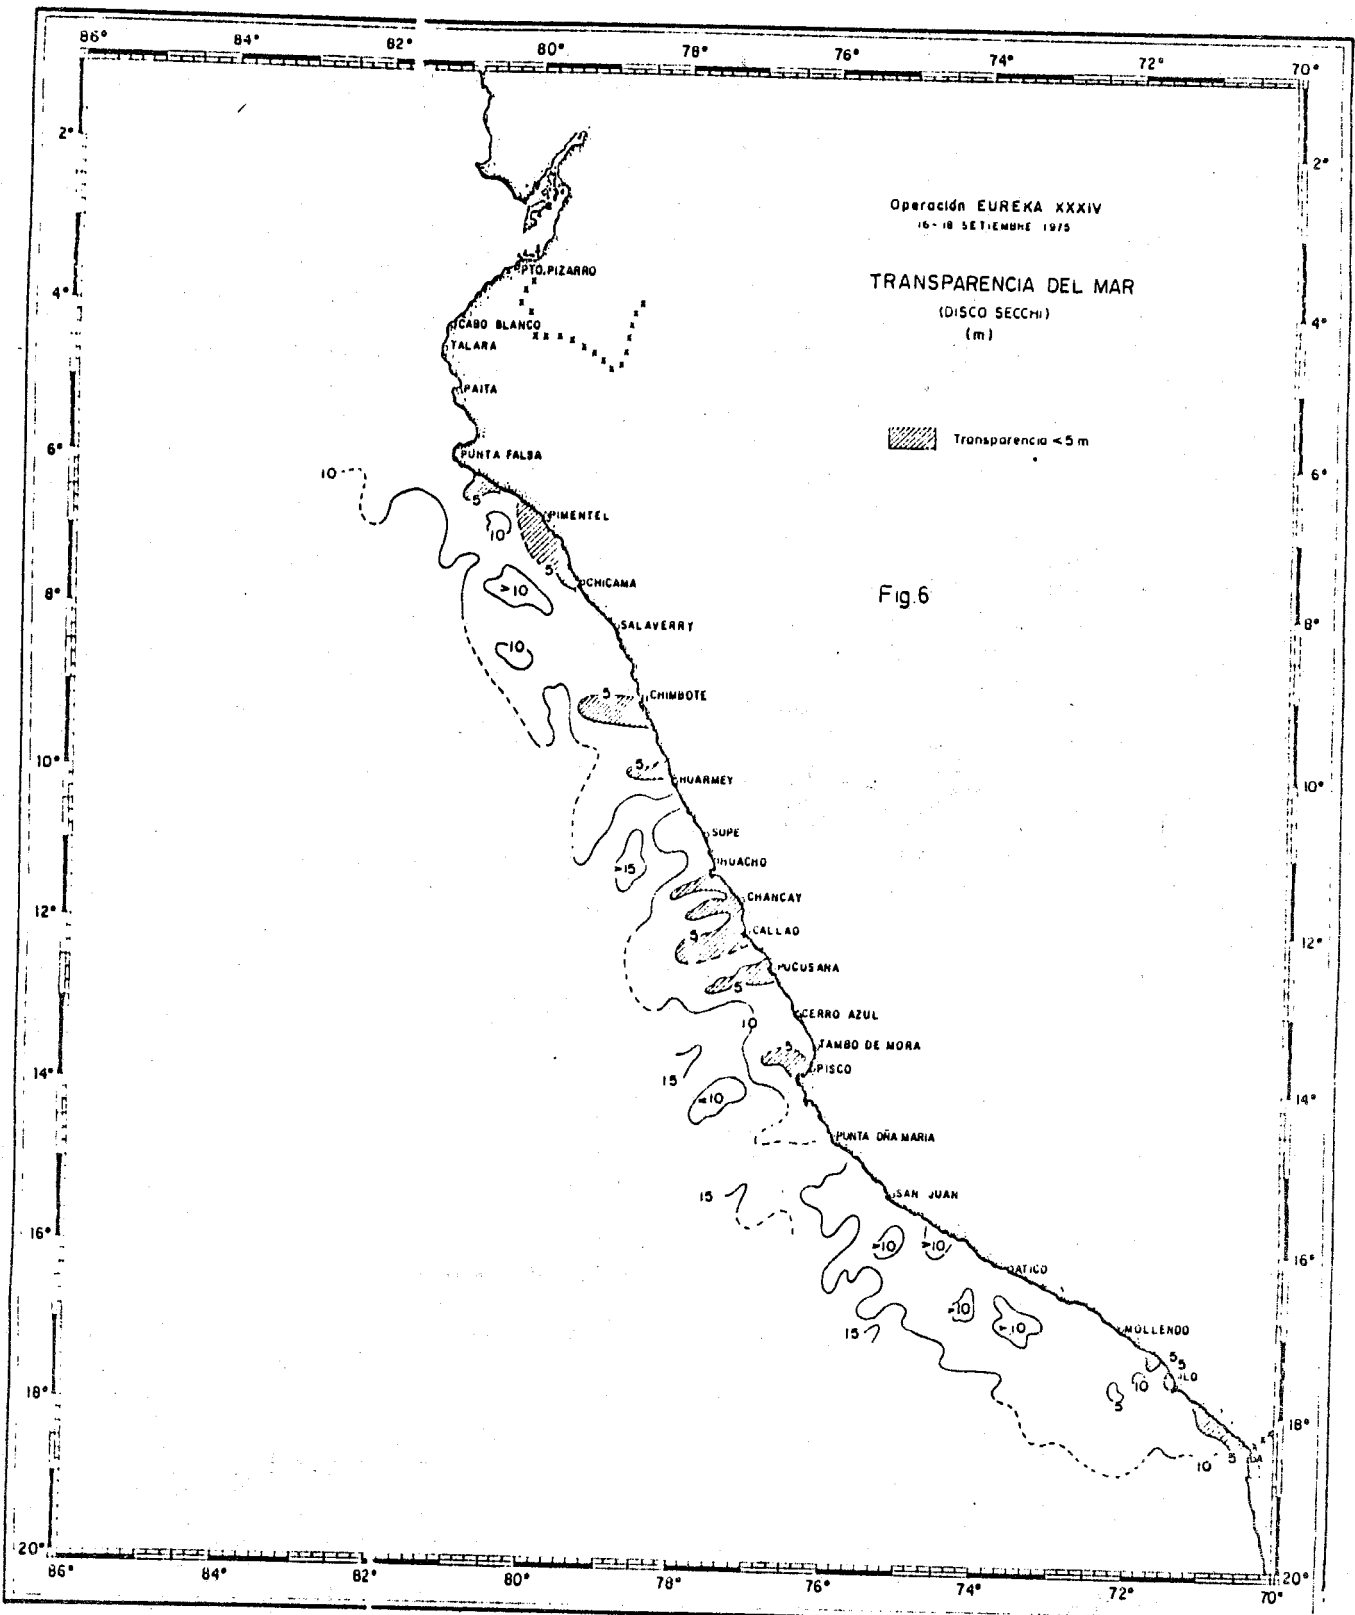 86° 84° 82° 80° 78° 76° 74° 72° 70°
2° 2°
Operación EUREKA XXXIV
16-18 SETIEMBRE 1975
PTO. PIZARRO
TRANSPARENCIA DEL MAR
4° 4°
(DISCO SECCHI)
CABO BLANCO
(m)
TALARA
PAITA
Transparencia <5 m
6° 6°
PUNTA FALSA
10
5
PIMENTEL
10
5
CHICAMA
>10
8° 8°
Fig.6
SALAVERRY
10
5
CHIMBOTE
10° 10°
5
HUARMEY
SUPE
HUACHO
>15
CHANCAY
12° 12°
5
CALLAO
PUCUSANA
5
CERRO AZUL
10
5
TAMBO DE MORA
PISCO
14° 14°
15
<10
PUNTA DÑA MARIA
15
SAN JUAN
16° 16°
>10
>10
>10
>10
15
MOLLENDO
5
5
ILO
10
5
18° 18°
10
5
20° 20°
86° 84° 82° 80° 78° 76° 74° 72° 70°